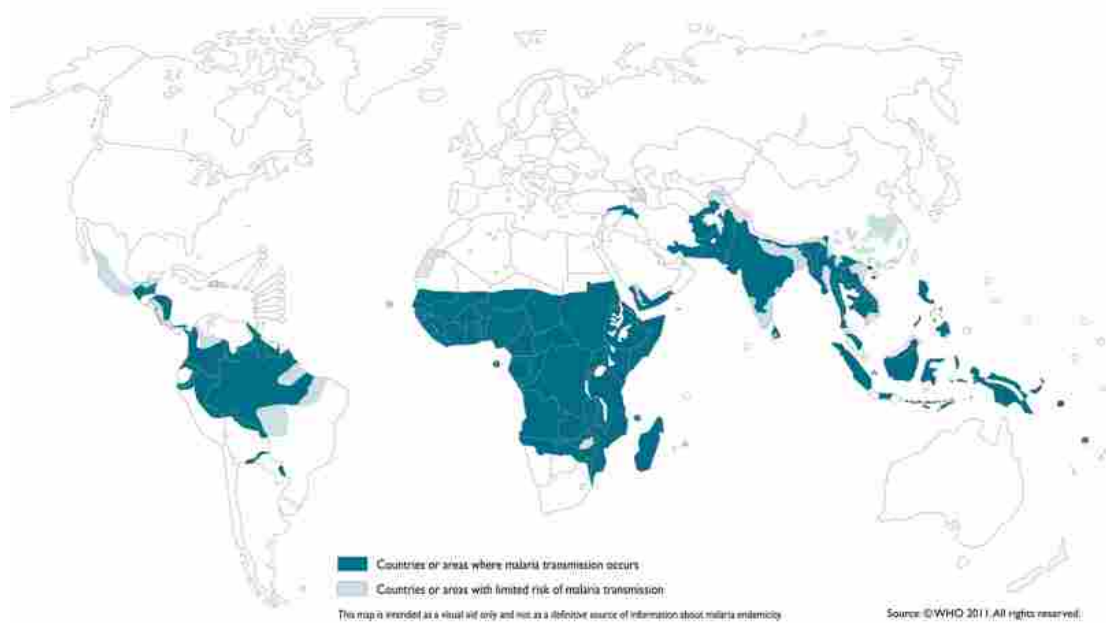 Countries or areas where malaria transmission occurs
Countries or areas with limited risk of malaria transmission
This map is intended as a visual aid only and not as a definitive source of information about malaria endemicity.
Source: © WHO 2011. All rights reserved.